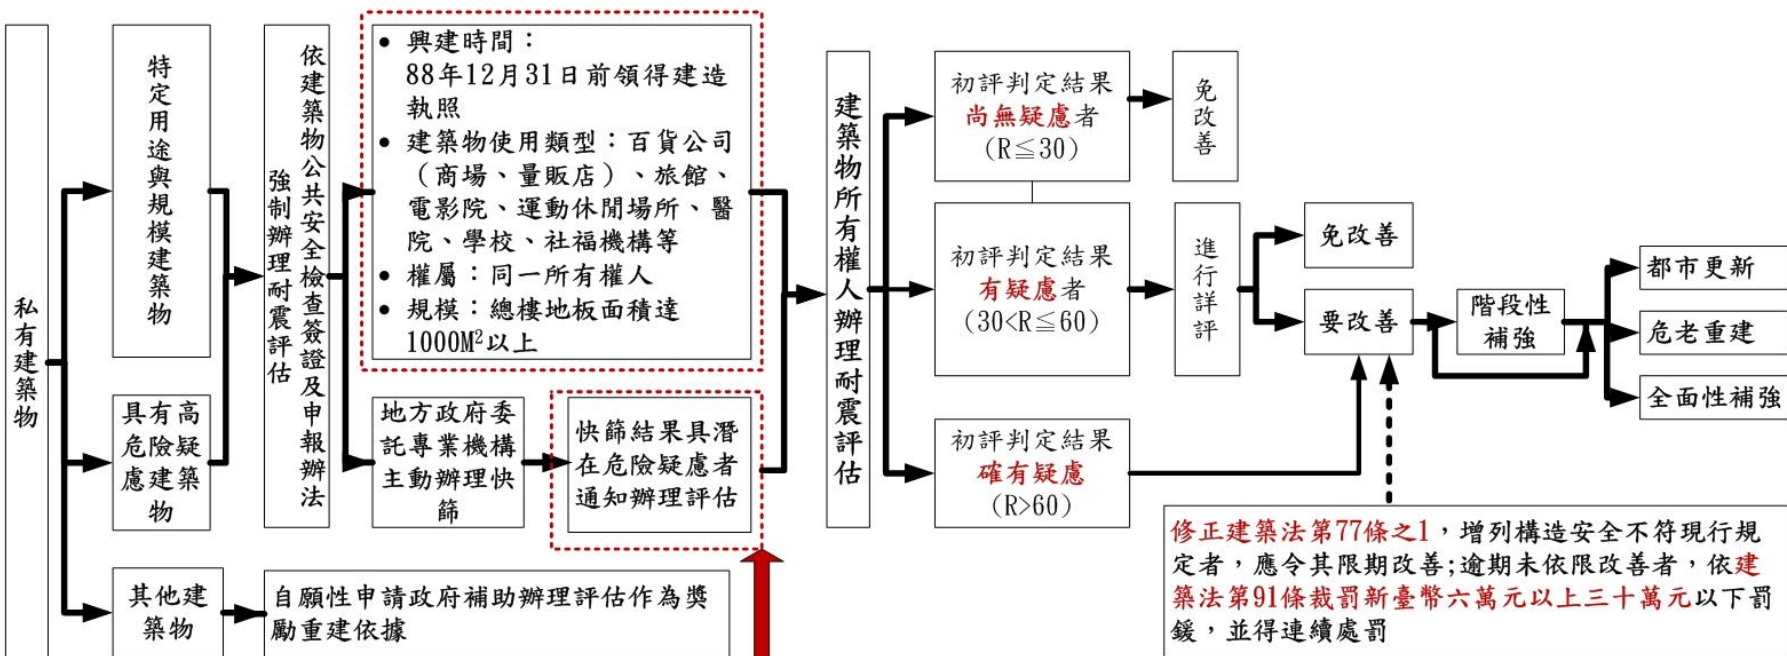 私有建築物
特定用途與規模建築物
具有高
危險疑
慮建築
物
其他建
築物
依建築物公共安全檢查簽證及申報辦法
強制辦理耐震評估
• 興建時間：
88年12月31日前領得建造
執照
• 建築物使用類型：百貨公司
（商場、量販店）、旅館、
電影院、運動休閒場所、醫
院、學校、社福機構等
• 權屬：同一所有權人
• 規模：總樓地板面積達
1000M²以上
地方政府委
託專業機構
主動辦理快
篩
快篩結果具潛
在危險疑慮者
通知辦理評估
自願性申請政府補助辦理評估作為獎
勵重建依據
建築物所有權人辦理耐震評估
初評判定結果
尚無疑慮者
(R≦30)
免改善
初評判定結果
有疑慮者
(30<R≦60)
進行詳評
免改善
要改善
階段性
補強
都市更新
危老重建
全面性補強
初評判定結果
確有疑慮
(R>60)
修正建築法第77條之1，增列構造安全不符現行規
定者，應令其限期改善;逾期未依限改善者，依建
築法第91條裁罰新臺幣六萬元以上三十萬元以下罰
鍰，並得連續處罰